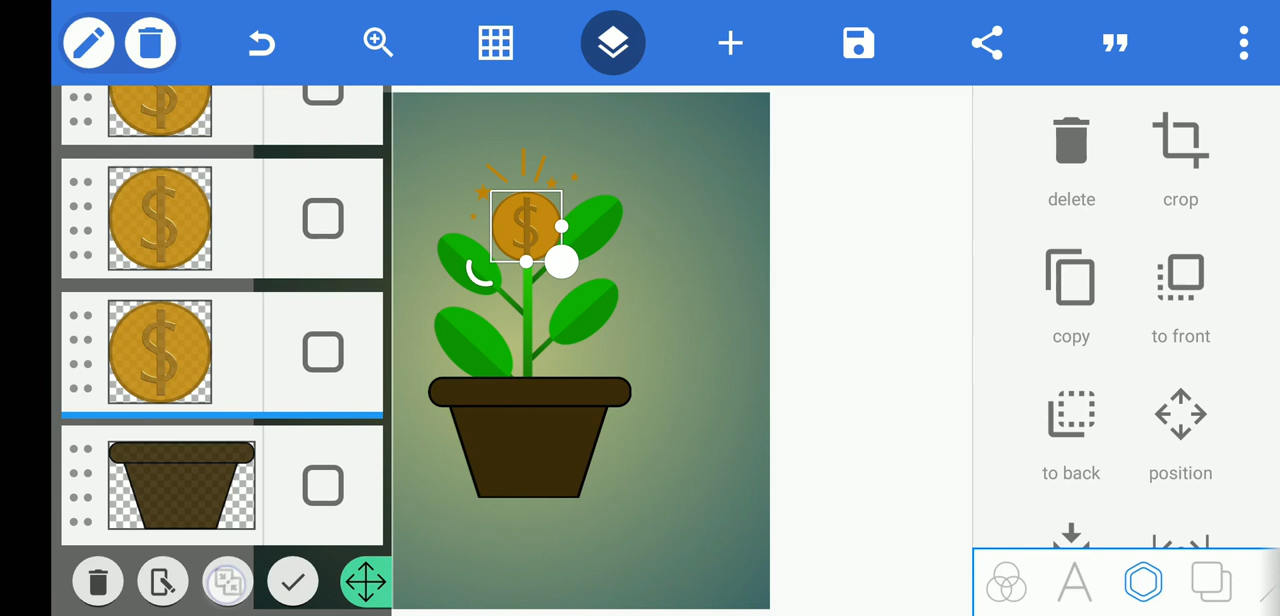 delete
crop
copy
to front
to back
position
$
$
$
$